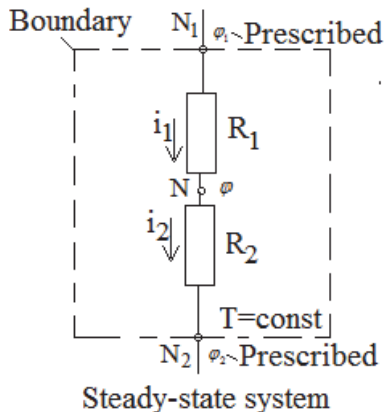 N₁ φ₁ Prescribed
Boundary
i₁ R₁
N φ
i₂ R₂
T=const
N₂ φ₂ Prescribed
Steady-state system